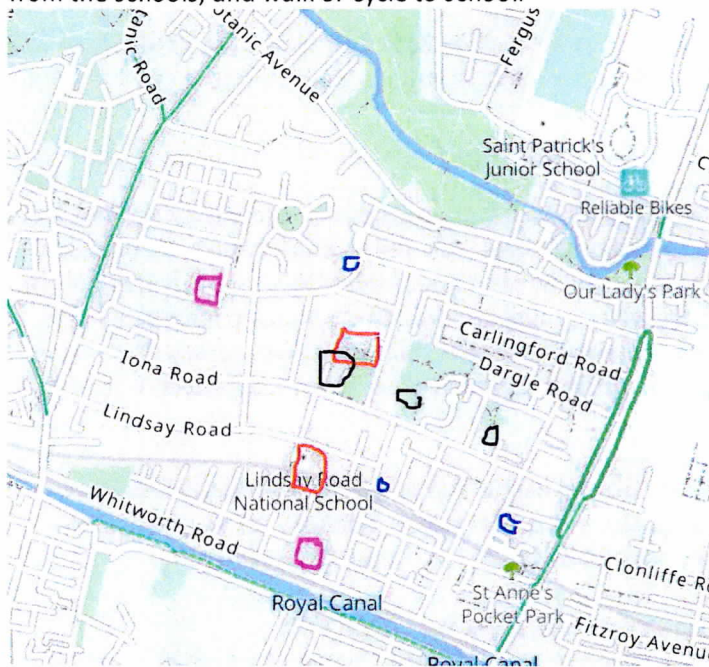 from the schools, and walk or cycle to school.
tanic Road
otanic Avenue
Fergus
Saint Patrick's
Junior School
C
Reliable Bikes
Our Lady's Park
Carlingford Road
Dargle Road
Iona Road
Lindsay Road
Lindsay Road
National School
Whitworth Road
Royal Canal
Clonliffe R
St Anne's
Pocket Park
Fitzroy Avenu
Royal Canal